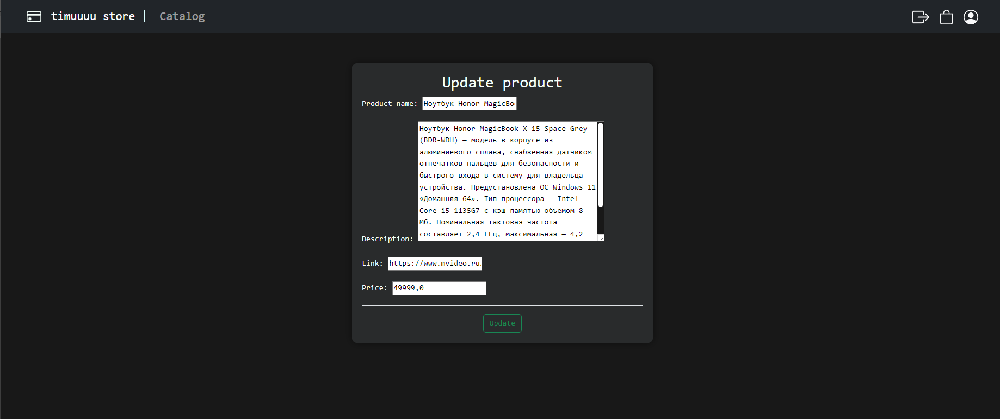 timuuuu store | Catalog
Update product
Product name: Ноутбук Honor MagicBo
Ноутбук Honor MagicBook X 15 Space Grey
(BDR-WDH) – модель в корпусе из
алюминиевого сплава, снабженная датчиком
отпечатков пальцев для безопасности и
быстрого входа в систему для владельца
устройства. Предустановлена ОС Windows 11
«Домашняя 64». Тип процессора – Intel
Core i5 1135G7 с кэш-памятью объемом 8
Мб. Номинальная тактовая частота
составляет 2,4 ГГц, максимальная – 4,2
Description:
Link: https://www.mvideo.ru
Price: 49999,0
Update